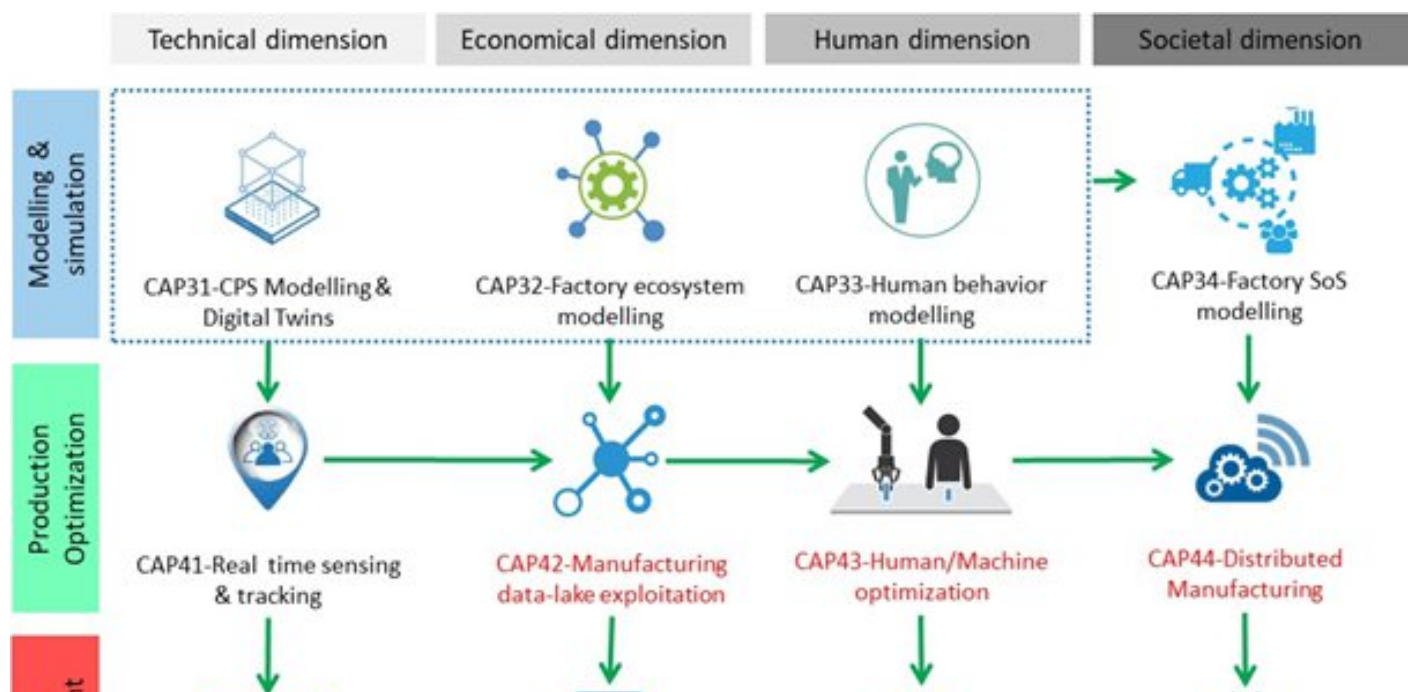 Technical dimension
Economical dimension
Human dimension
Societal dimension
Modelling &
simulation
CAP31-CPS Modelling &
Digital Twins
CAP32-Factory ecosystem
modelling
CAP33-Human behavior
modelling
CAP34-Factory SoS
modelling
Production
Optimization
CAP41-Real time sensing
& tracking
CAP42-Manufacturing
data-lake exploitation
CAP43-Human/Machine
optimization
CAP44-Distributed
Manufacturing